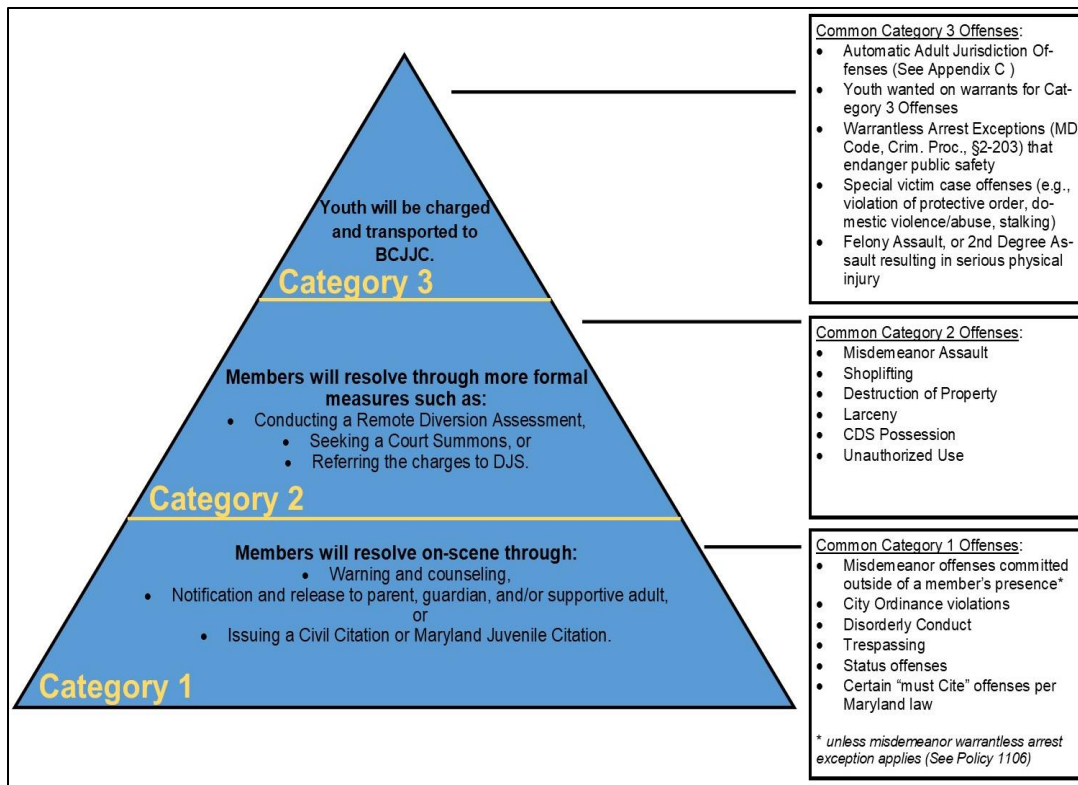 Youth will be charged
and transported to
BCJJC.
Category 3
Members will resolve through more formal
measures such as:
• Conducting a Remote Diversion Assessment,
• Seeking a Court Summons, or
• Referring the charges to DJS.
Category 2
Members will resolve on-scene through:
• Warning and counseling,
• Notification and release to parent, guardian, and/or supportive adult,
or
• Issuing a Civil Citation or Maryland Juvenile Citation.
Category 1
Common Category 3 Offenses:
• Automatic Adult Jurisdiction Of-
fenses (See Appendix C )
• Youth wanted on warrants for Cat-
egory 3 Offenses
• Warrantless Arrest Exceptions (MD
Code, Crim. Proc., §2-203) that
endanger public safety
• Special victim case offenses (e.g.,
violation of protective order, do-
mestic violence/abuse, stalking)
• Felony Assault, or 2nd Degree As-
sault resulting in serious physical
injury
Common Category 2 Offenses:
• Misdemeanor Assault
• Shoplifting
• Destruction of Property
• Larceny
• CDS Possession
• Unauthorized Use
Common Category 1 Offenses:
• Misdemeanor offenses committed
outside of a member's presence*
• City Ordinance violations
• Disorderly Conduct
• Trespassing
• Status offenses
• Certain "must Cite" offenses per
Maryland law
* unless misdemeanor warrantless arrest
exception applies (See Policy 1106)